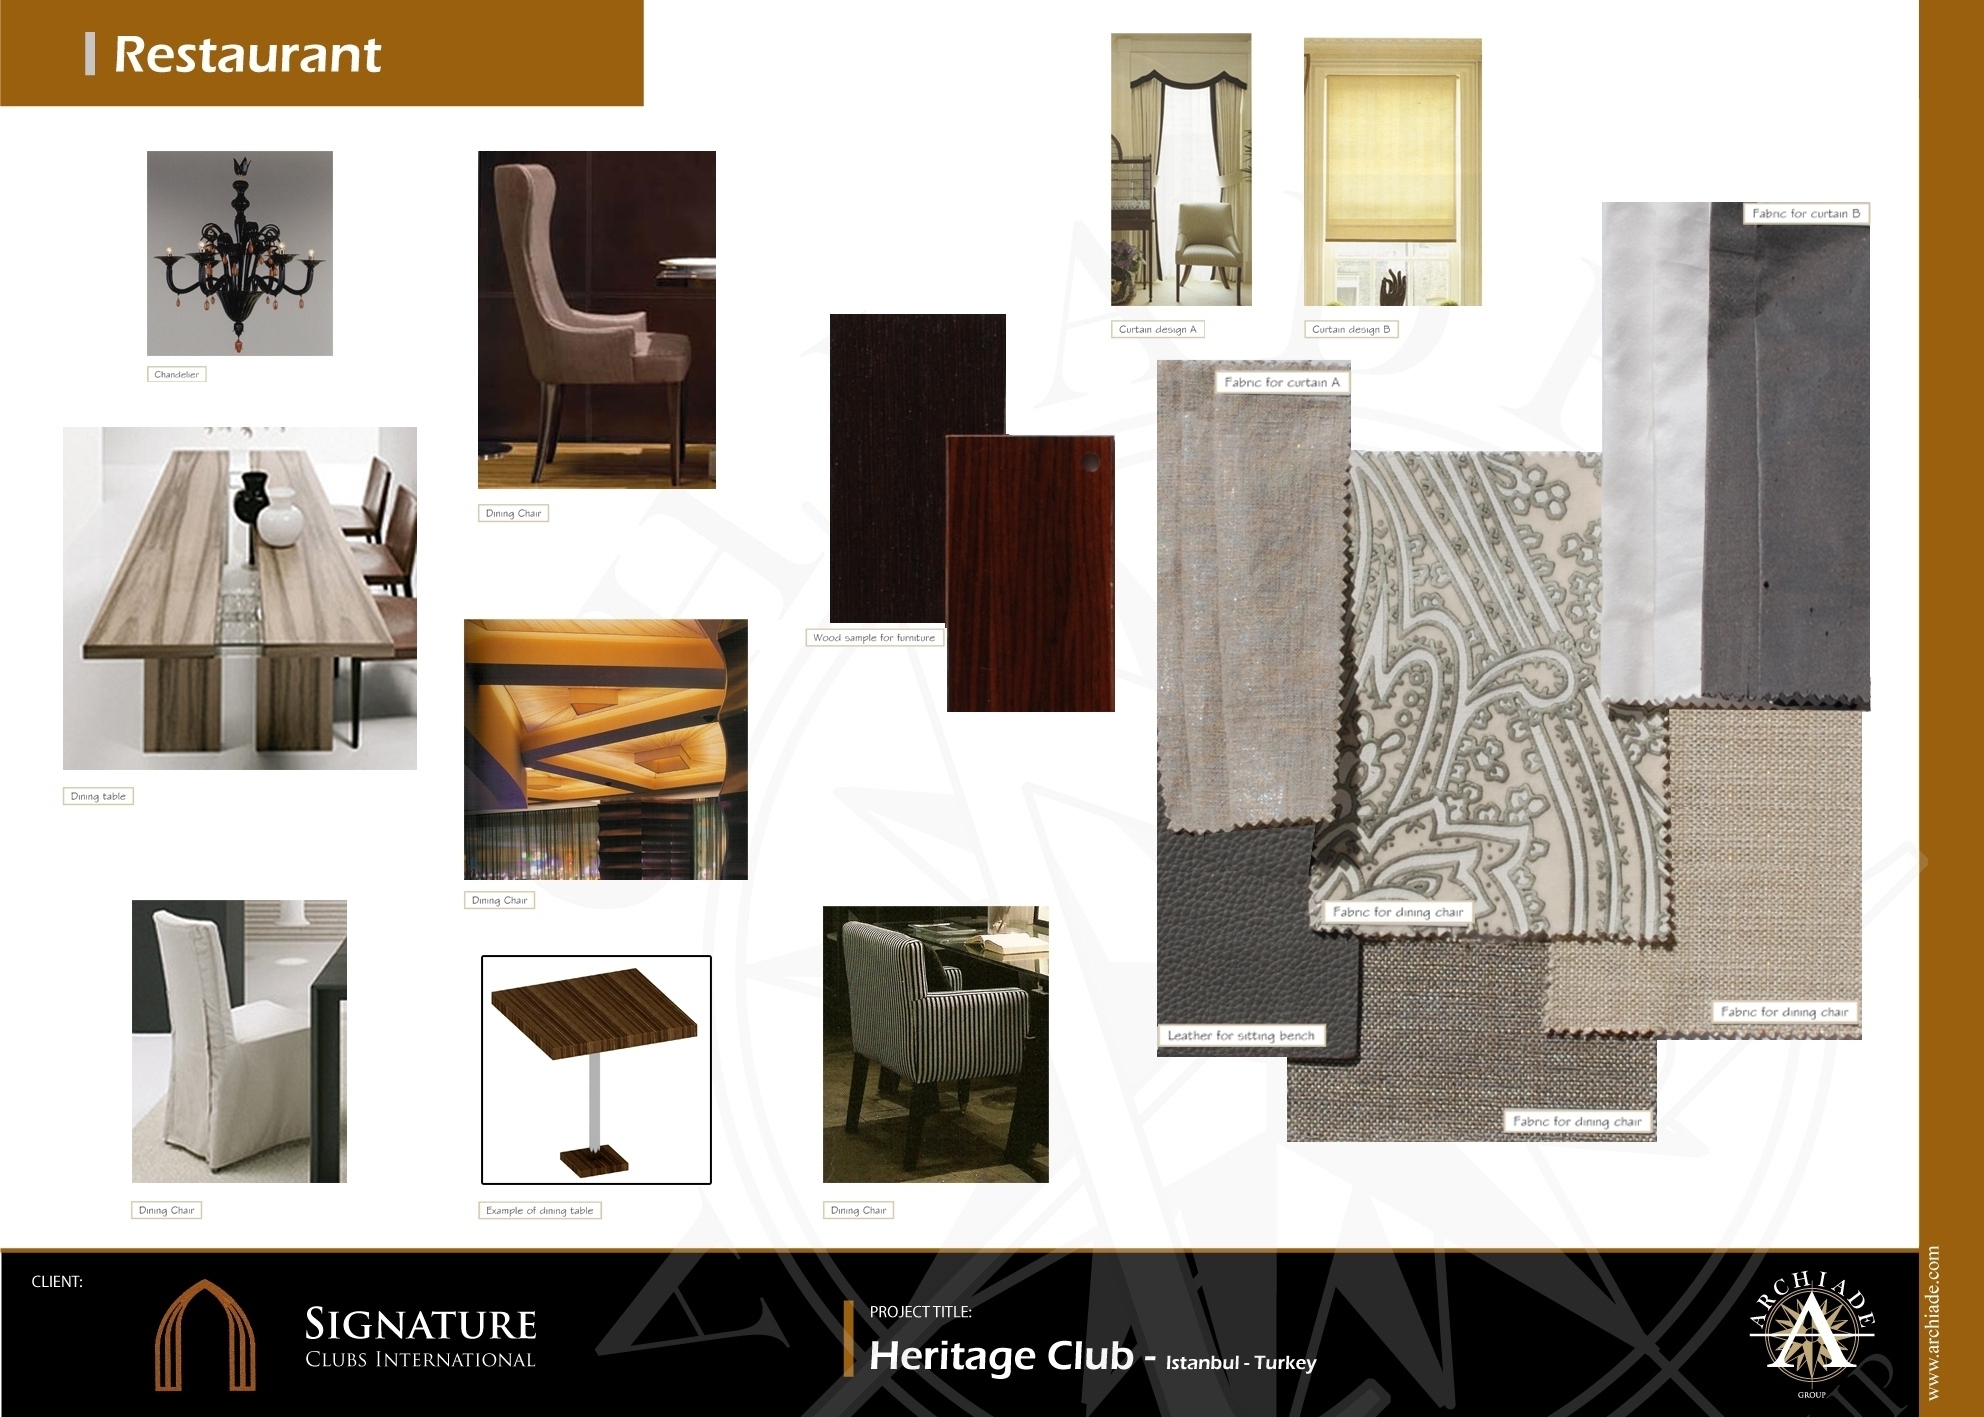 Restaurant
Chandelier
Dining Chair
Dining table
Dining Chair
Dining Chair
Example of dining table
Dining Chair
Wood sample for furniture
Curtain design A
Curtain design B
Fabric for curtain B
Fabric for curtain A
Fabric for dining chair
Fabric for dining chair
Leather for sitting bench
Fabric for dining chair
CLIENT:
SIGNATURE
CLUBS INTERNATIONAL
PROJECT TITLE:
Heritage Club - Istanbul - Turkey
ARCHIADE
GROUP
www.archiade.com